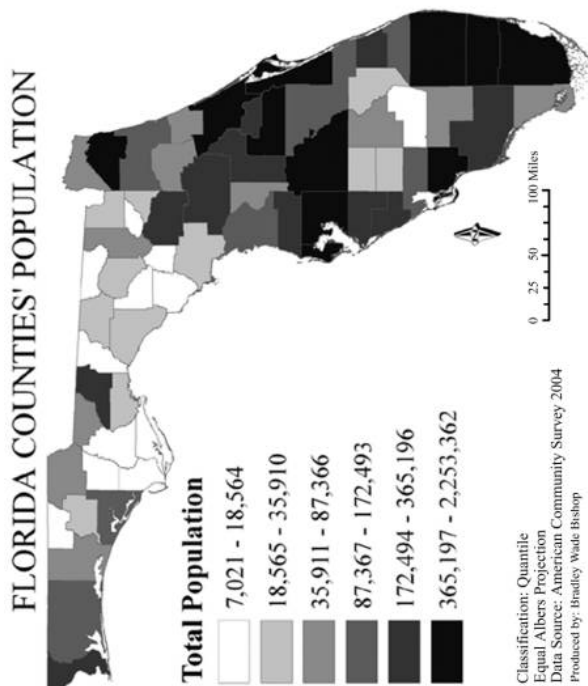 FLORIDA COUNTIES' POPULATION
Total Population
7,021 - 18,564
18,565 - 35,910
35,911 - 87,366
87,367 - 172,493
172,494 - 365,196
365,197 - 2,253,362
0 25 50 100 Miles
Classification: Quantile
Equal Albers Projection
Data Source: American Community Survey 2004
Produced by: Bradley Wade Bishop